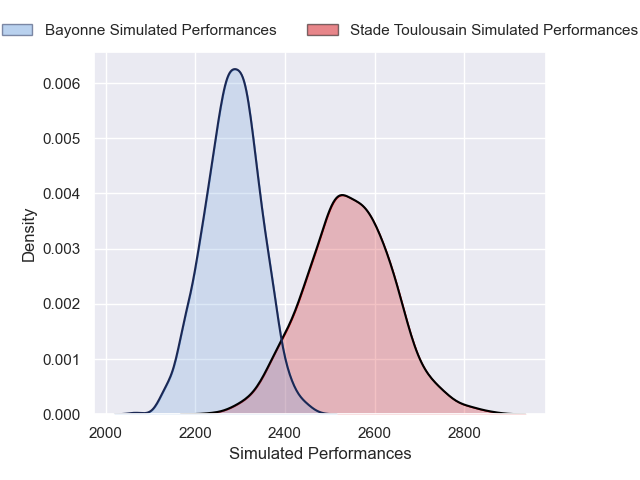 Bayonne Simulated Performances
Stade Toulousain Simulated Performances
0.006
0.005
0.004
0.003
0.002
0.001
0.000
Density
2000 2200 2400 2600 2800
Simulated Performances